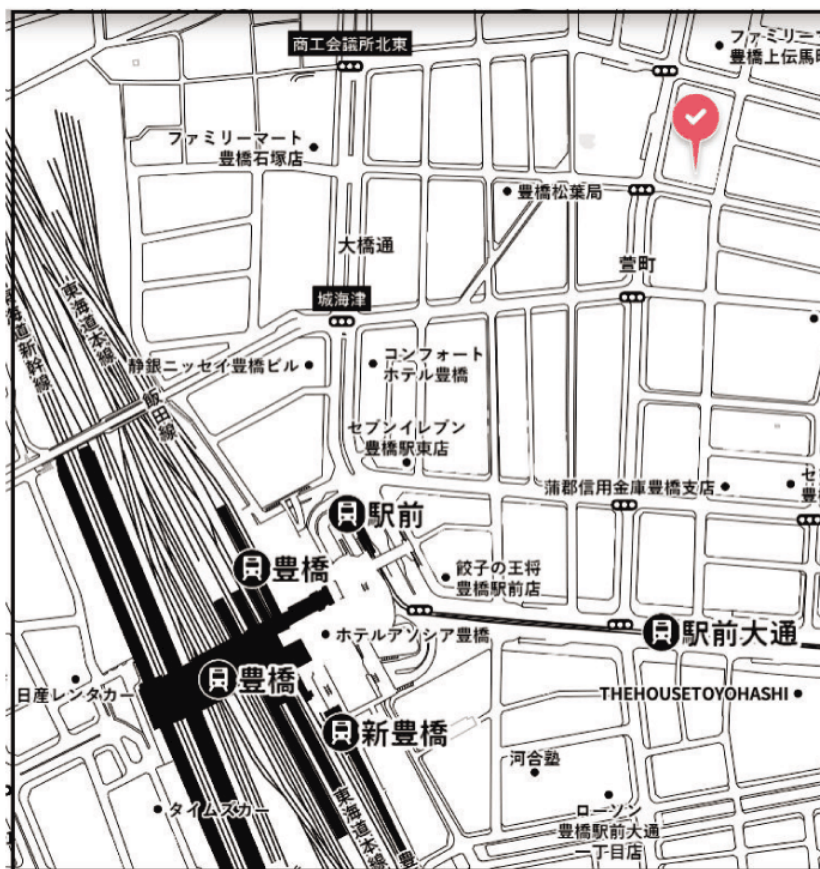 商工会議所北東
ファミリーマ
豊橋上伝馬町
ファミリーマート
豊橋石塚店
豊橋松葉局
大橋通
萱町
城海津
東海道新幹線
東海道本線
静銀ニッセイ豊橋ビル
コンフォート
ホテル豊橋
飯田線
セブンイレブン
豊橋駅東店
蒲郡信用金庫豊橋支店
セ
豊橋
駅前
豊橋
餃子の王将
豊橋駅前店
ホテルアソシア豊橋
駅前大通
豊橋
日産レンタカー
THEHOUSETOYOHASHI
新豊橋
河合塾
タイムズカー
東海道本線
ローソン
豊橋駅前大通
一丁目店
豊